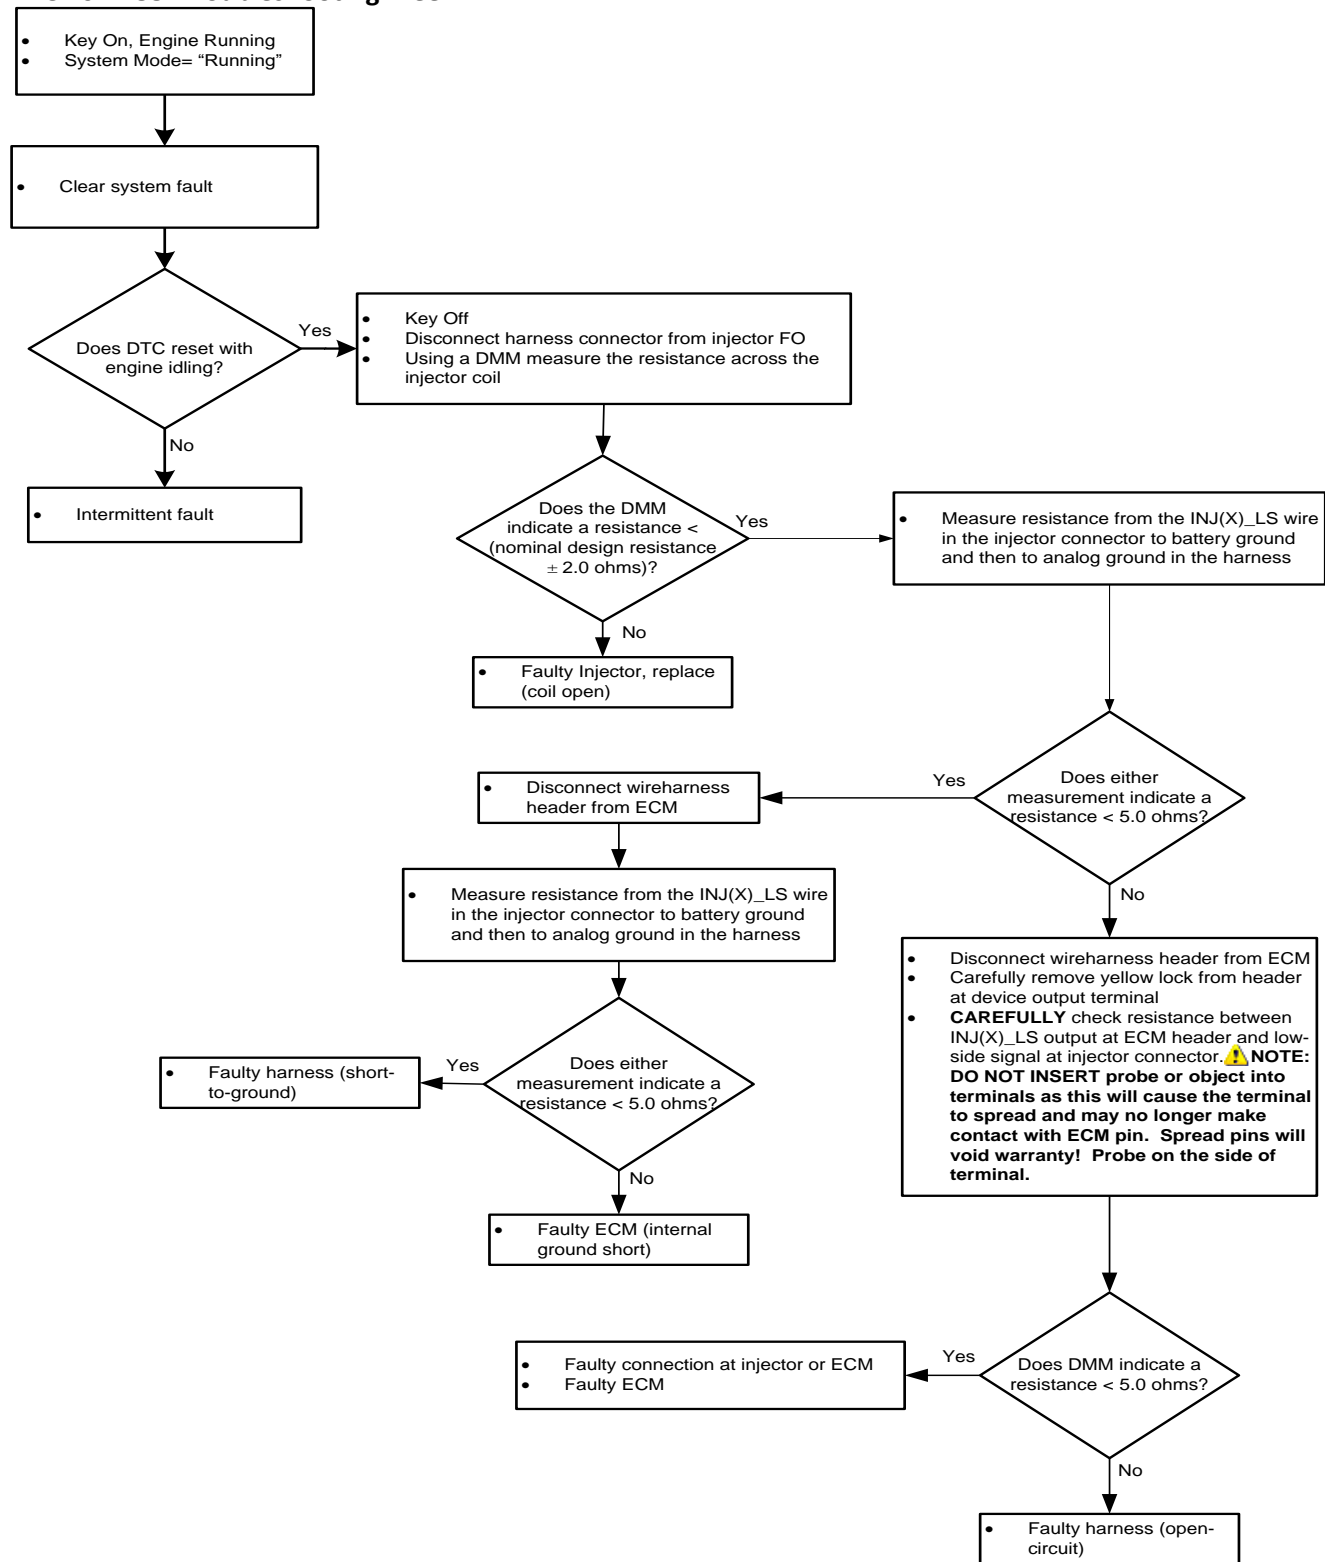 • Key On, Engine Running
• System Mode= “Running”
• Clear system fault
Does DTC reset with
engine idling?
Yes
No
• Intermittent fault
• Key Off
• Disconnect harness connector from injector FO
• Using a DMM measure the resistance across the
injector coil
Does the DMM
indicate a resistance <
(nominal design resistance
± 2.0 ohms)?
Yes
No
• Faulty Injector, replace
(coil open)
• Measure resistance from the INJ(X)_LS wire
in the injector connector to battery ground
and then to analog ground in the harness
Does either
measurement indicate a
resistance < 5.0 ohms?
Yes
No
• Disconnect wireharness
header from ECM
• Measure resistance from the INJ(X)_LS wire
in the injector connector to battery ground
and then to analog ground in the harness
Does either
measurement indicate a
resistance < 5.0 ohms?
Yes
• Faulty harness (short-
to-ground)
No
• Faulty ECM (internal
ground short)
• Disconnect wireharness header from ECM
• Carefully remove yellow lock from header
at device output terminal
• CAREFULLY check resistance between
INJ(X)_LS output at ECM header and low-
side signal at injector connector. NOTE:
DO NOT INSERT probe or object into
terminals as this will cause the terminal
to spread and may no longer make
contact with ECM pin. Spread pins will
void warranty! Probe on the side of
terminal.
Does DMM indicate a
resistance < 5.0 ohms?
Yes
• Faulty connection at injector or ECM
• Faulty ECM
No
• Faulty harness (open-
circuit)